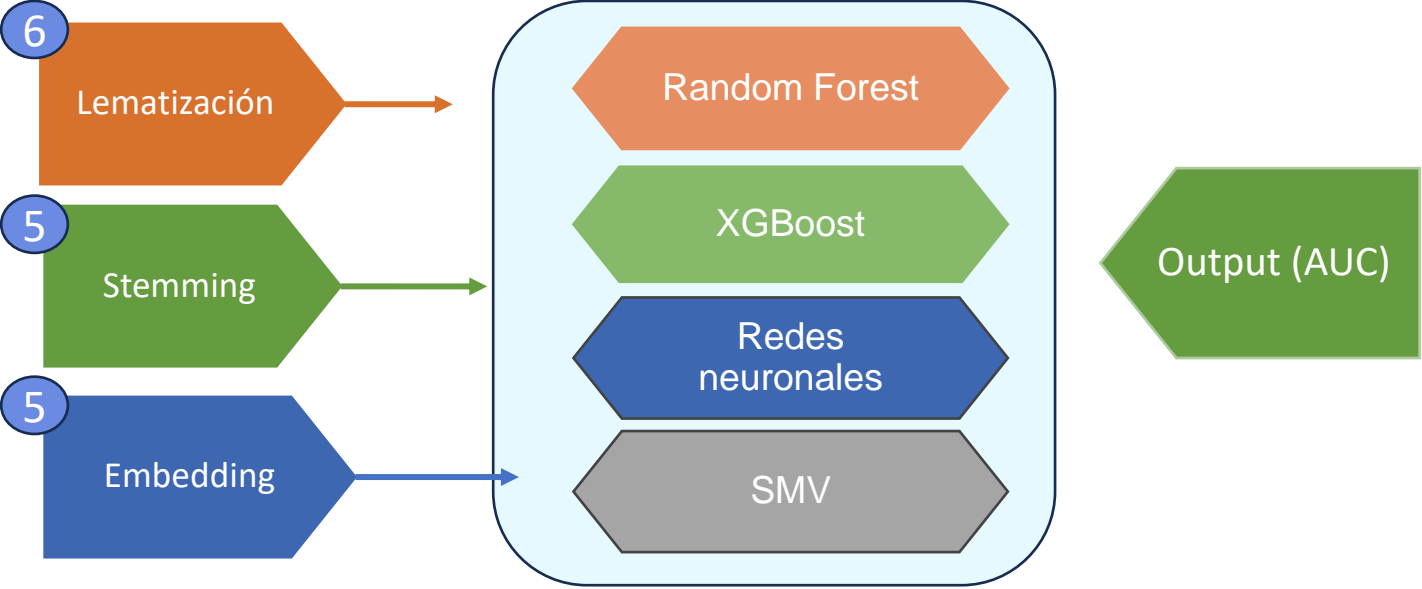 6
Lematización
5
Stemming
5
Embedding
Random Forest
XGBoost
Redes
neuronales
SMV
Output (AUC)